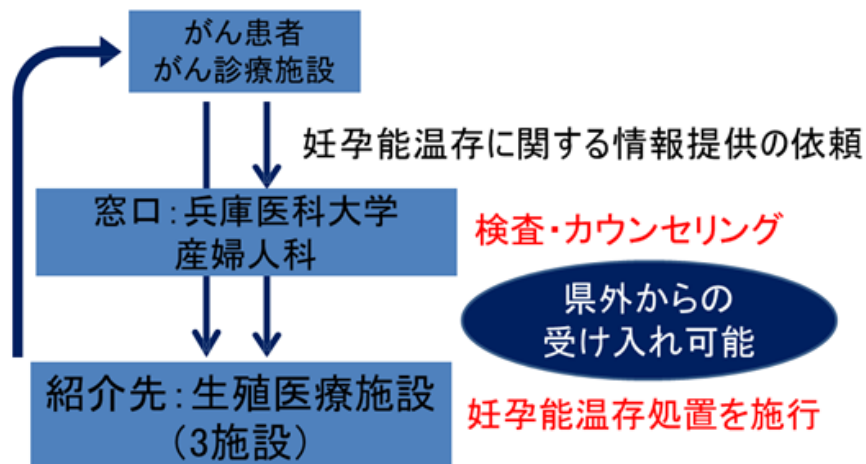 がん患者
がん診療施設
妊孕能温存に関する情報提供の依頼
窓口:兵庫医科大学
産婦人科
検査・カウンセリング
県外からの
受け入れ可能
紹介先:生殖医療施設
(3施設)
妊孕能温存処置を施行